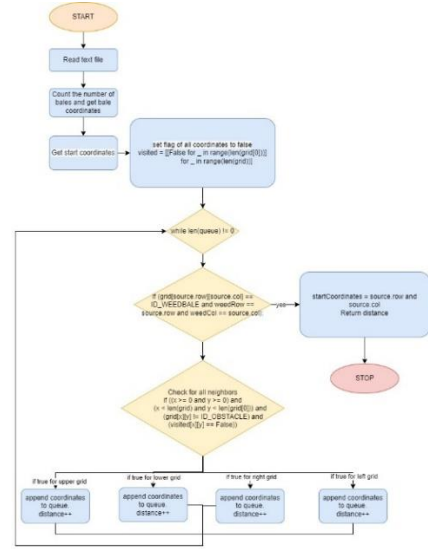 START
Read text file
Count the number of
bales and get bale
coordinates
Get start coordinates
set flag of all coordinates to false
visited = [[False for _ in range(len(grid[0]))]
for _ in range(len(grid))]
while len(queue) != 0
If (grid[source.row][source.col] ==
ID_WEEDBALE and weedRow ==
source.row and weedCol == source.col):
yes
startCoordinates = source.row and
source.col
Return distance
STOP
Check for all neighbors
if ((x >= 0 and y >= 0) and
(x < len(grid) and y < len(grid[0])) and
(grid[x][y] != ID_OBSTACLE) and
(visited[x][y] == False))
if true for upper grid
if true for lower grid
if true for right grid
if true for left grid
append coordinates
to queue.
distance++
append coordinates
to queue.
distance++
append coordinates
to queue.
distance++
append coordinates
to queue.
distance++